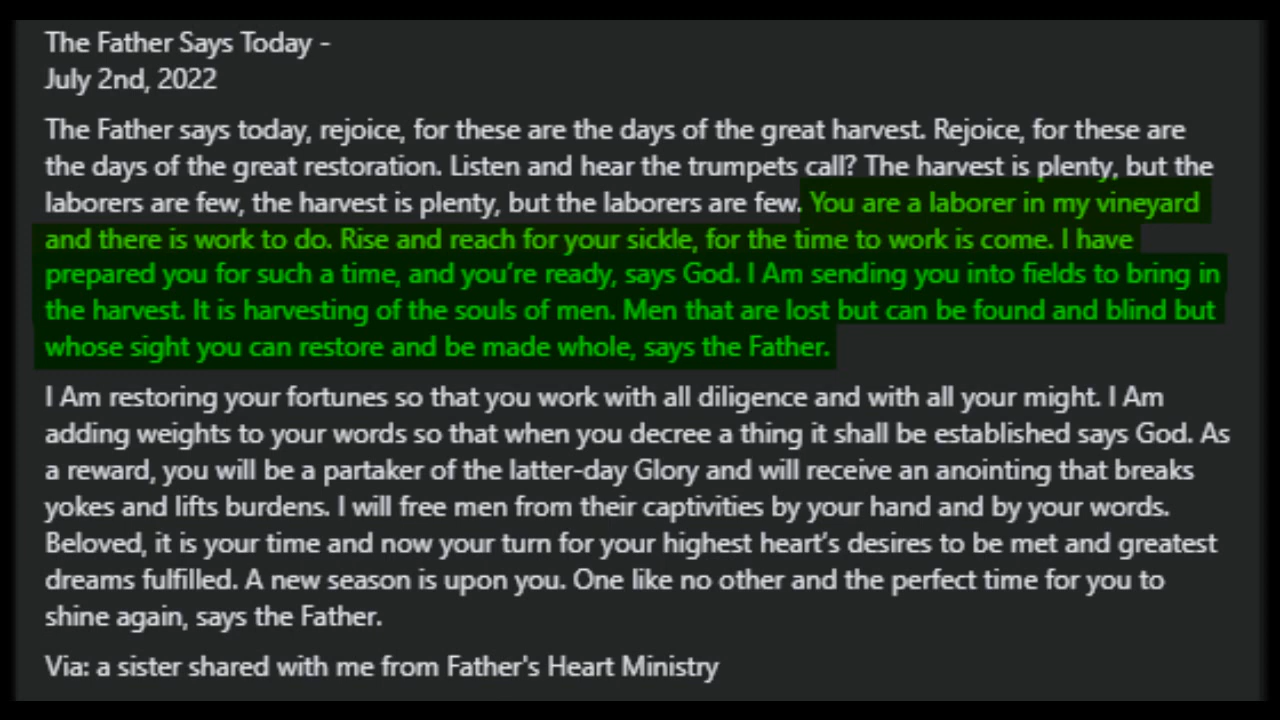 The Father Says Today -
July 2nd, 2022
The Father says today, rejoice, for these are the days of the great harvest. Rejoice, for these are
the days of the great restoration. Listen and hear the trumpets call? The harvest is plenty, but the
laborers are few, the harvest is plenty, but the laborers are few. You are a laborer in my vineyard
and there is work to do. Rise and reach for your sickle, for the time to work is come. I have
prepared you for such a time, and you're ready, says God. I Am sending you into fields to bring in
the harvest. It is harvesting of the souls of men. Men that are lost but can be found and blind but
whose sight you can restore and be made whole, says the Father.
I Am restoring your fortunes so that you work with all diligence and with all your might. I Am
adding weights to your words so that when you decree a thing it shall be established says God. As
a reward, you will be a partaker of the latter-day Glory and will receive an anointing that breaks
yokes and lifts burdens. I will free men from their captivities by your hand and by your words.
Beloved, it is your time and now your turn for your highest heart's desires to be met and greatest
dreams fulfilled. A new season is upon you. One like no other and the perfect time for you to
shine again, says the Father.
Via: a sister shared with me from Father's Heart Ministry